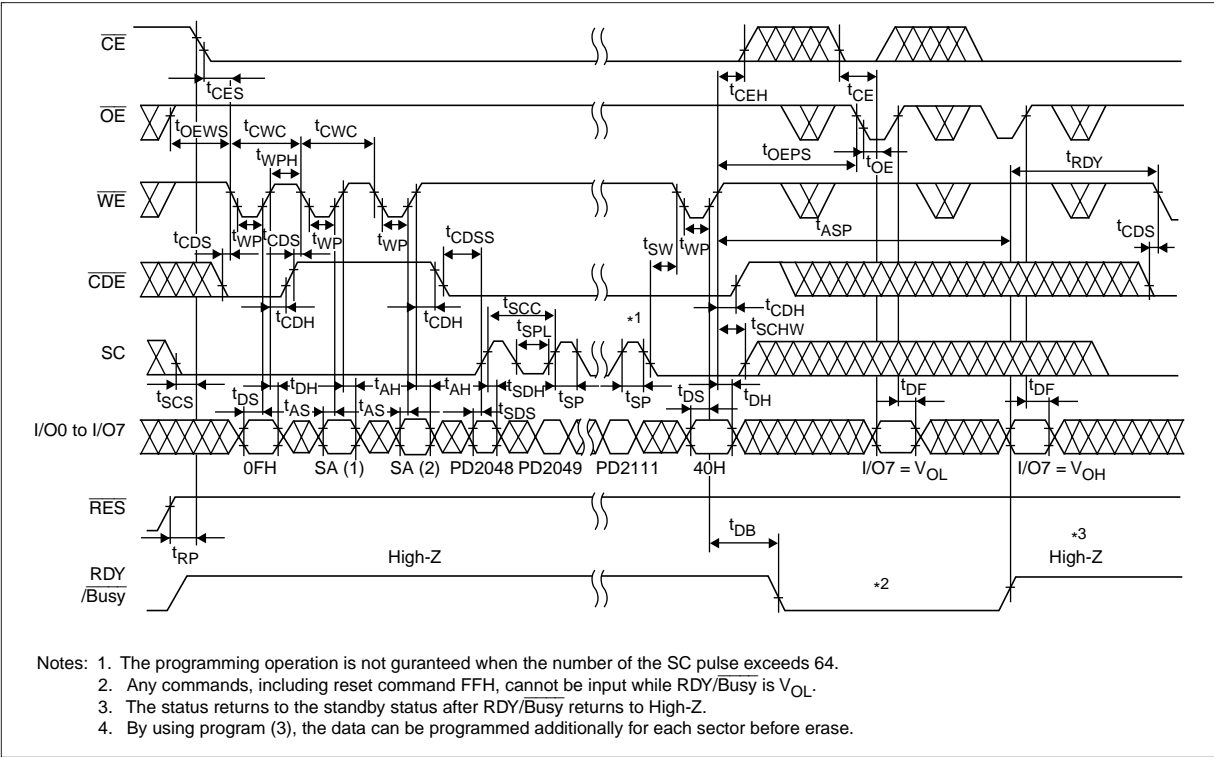 CE
tCES
tCEH
tCE
OE
tOEWS
tCWC
tCWC
tWPH
tOEPS
tOE
tRDY
WE
tCDS
tWP
tCDS
tWP
tWP
tCDSS
tSW
tWP
tASP
tCDS
CDE
tCDH
tCDH
tSCC
tSPL
*1
tCDH
tSCHW
SC
tSCS
tDS
tDH
tAS
tAH
tAS
tAH
tSDH
tSDS
tSP
tSP
tDS
tDH
tDF
tDF
I/O0 to I/O7
0FH
SA (1)
SA (2)
PD2048
PD2049
PD2111
40H
I/O7 = VOL
I/O7 = VOH
RES
tRP
High-Z
tDB
*3
High-Z
RDY
/Busy
*2
Notes: 1. The programming operation is not guranteed when the number of the SC pulse exceeds 64.
2. Any commands, including reset command FFH, cannot be input while RDY/Busy is VOL.
3. The status returns to the standby status after RDY/Busy returns to High-Z.
4. By using program (3), the data can be programmed additionally for each sector before erase.